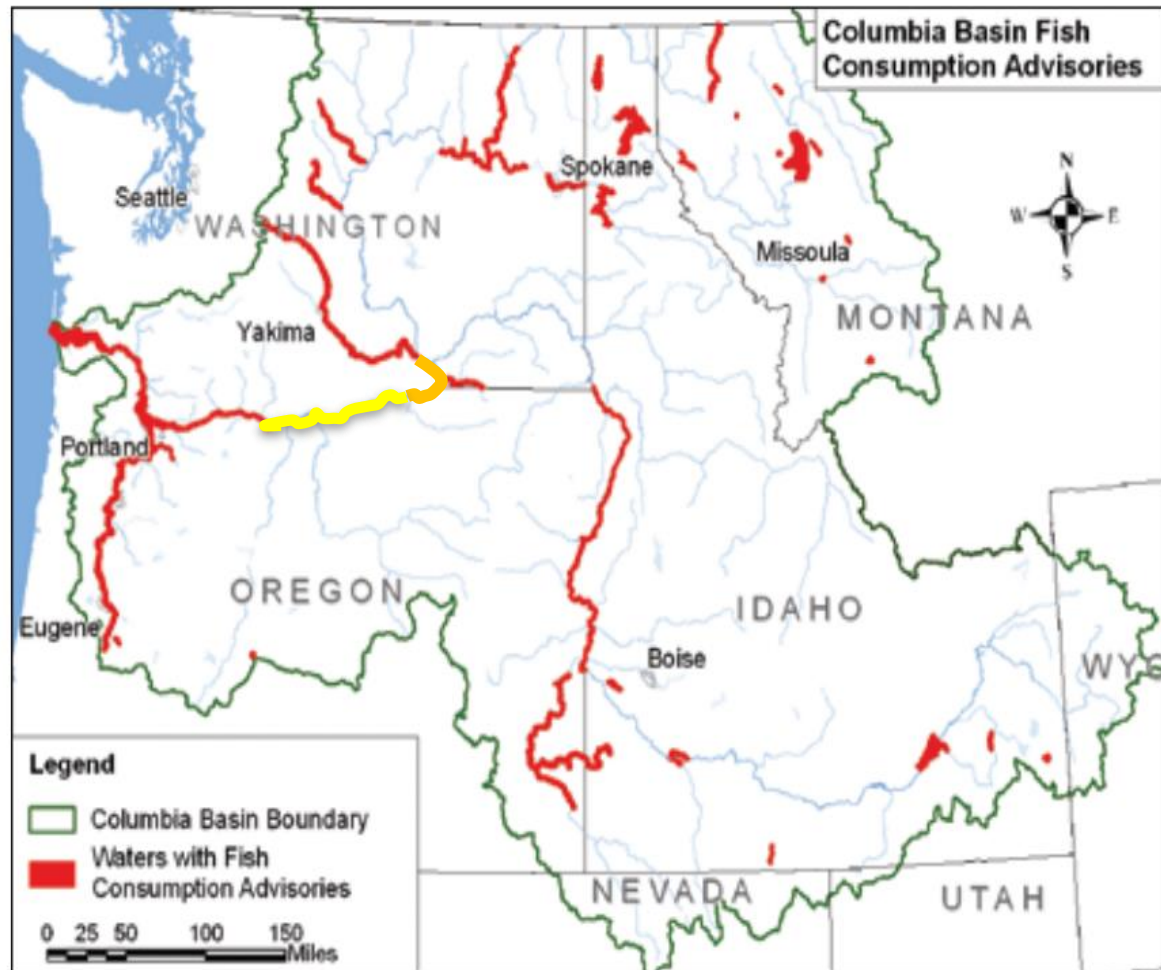 Columbia Basin Fish
Consumption Advisories
Spokane
Seattle
WASHINGTON
N
W
E
S
Missoula
MONTANA
Yakima
Portland
OREGON
IDAHO
Eugene
Boise
WYO
Legend
Columbia Basin Boundary
Waters with Fish
Consumption Advisories
0 25 50 100 150
Miles
NEVADA
UTAH